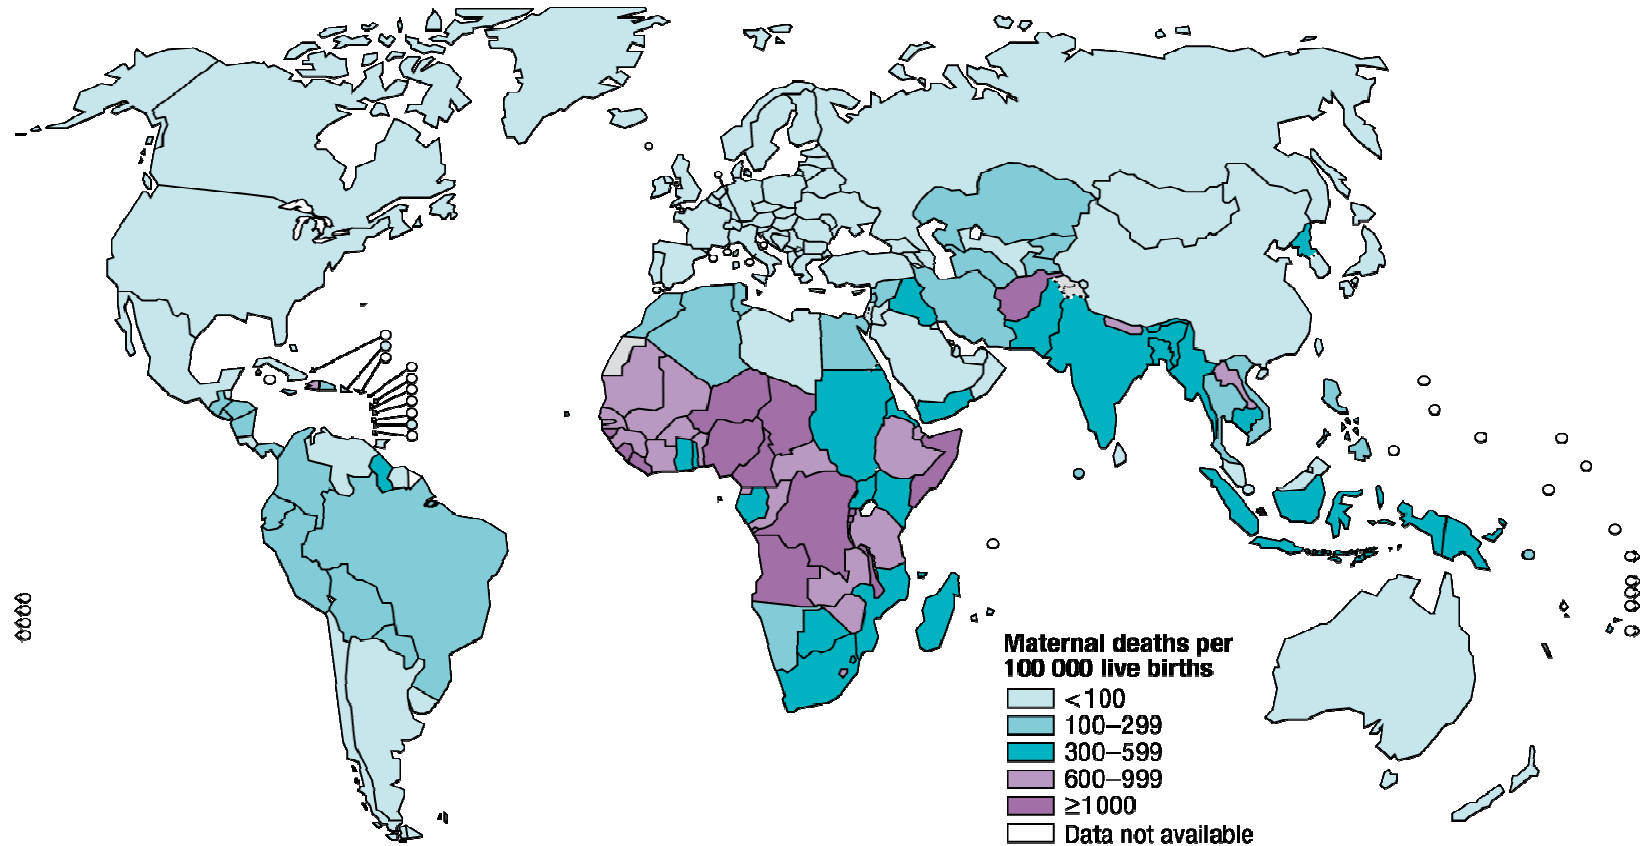 Maternal deaths per
100 000 live births
<100
100–299
300–599
600–999
≥1000
Data not available